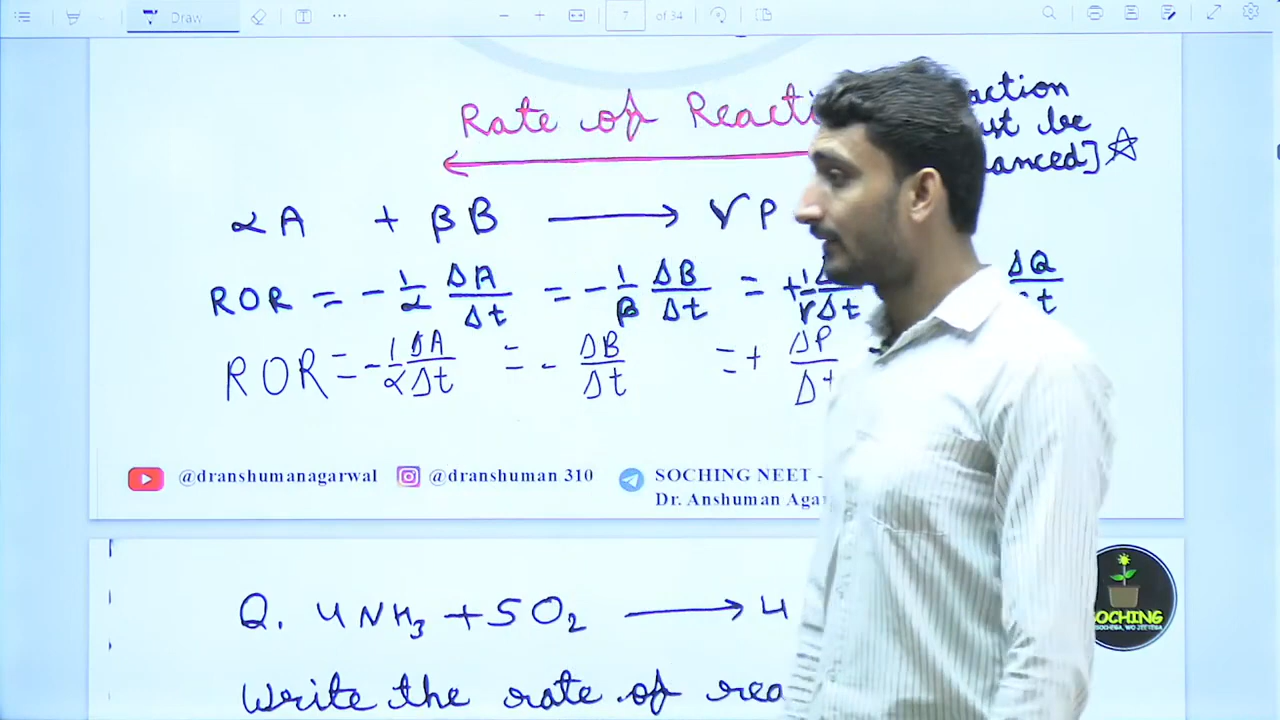 Draw
7 of 34
Rate of Reacti
action
ust be
anced] ☆
αA + βB ⟶ γP
ROR = -1/α ΔA/Δt = -1/β ΔB/Δt = +1/γ Δ/Δt ΔQ/t
ROR = -1/α ΔA/Δt = - ΔB/Δt = + ΔP/Δt
@dranshumanagarwal @dranshuman 310 SOCHING NEET -
Dr. Anshuman Aga
Q. 4NH₃ + 5O₂ ⟶ 4
SOCHING
Write the rate of rea